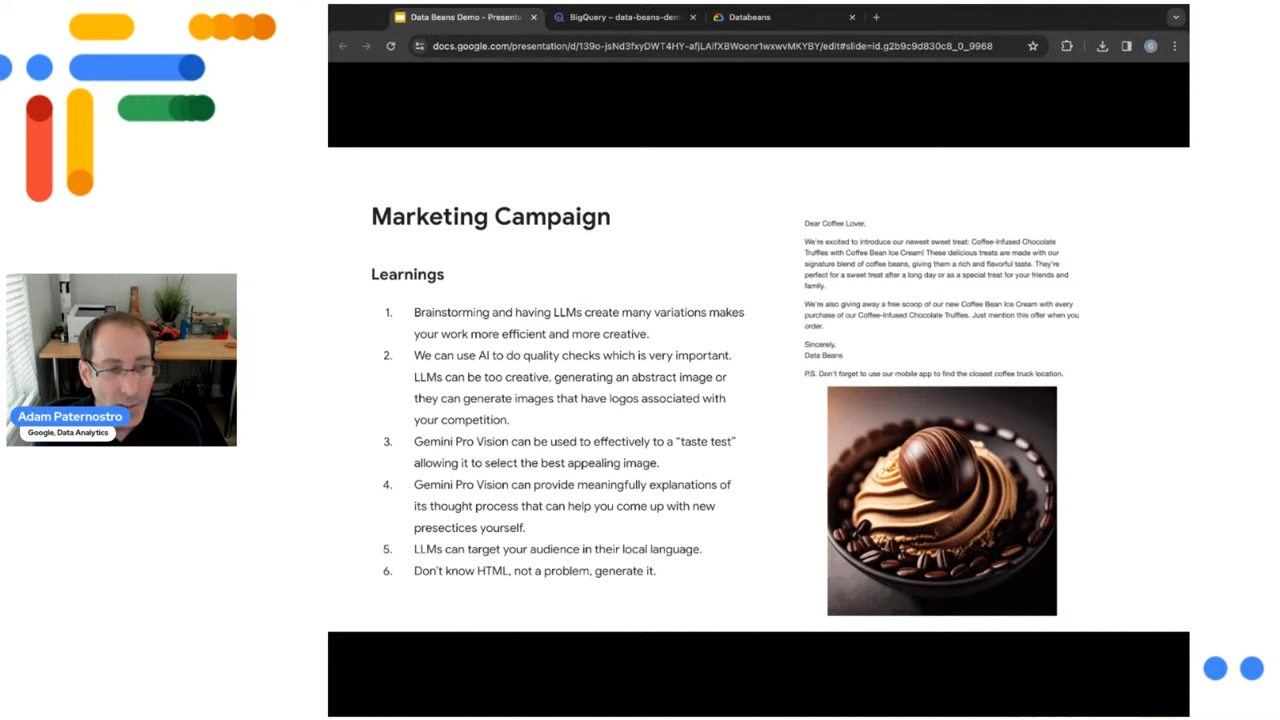 Data Beans Demo - Presenta
BigQuery – data-beans-dem
Databeans
docs.google.com/presentation/d/139o-jsNd3fxyDWT4HY-afjLAifXBWoonr1wxwvMKYBY/edit#slide=id.g2b9c9d830c8_0_9968
G
Marketing Campaign
Learnings
1. Brainstorming and having LLMs create many variations makes
your work more efficient and more creative.
2. We can use AI to do quality checks which is very important.
LLMs can be too creative, generating an abstract image or
they can generate images that have logos associated with
your competition.
3. Gemini Pro Vision can be used to effectively to a “taste test”
allowing it to select the best appealing image.
4. Gemini Pro Vision can provide meaningfully explanations of
its thought process that can help you come up with new
presectices yourself.
5. LLMs can target your audience in their local language.
6. Don't know HTML, not a problem, generate it.
Dear Coffee Lover,
We're excited to introduce our newest sweet treat: Coffee-Infused Chocolate
Truffles with Coffee Bean Ice Cream! These delicious treats are made with our
signature blend of coffee beans, giving them a rich and flavorful taste. They're
perfect for a sweet treat after a long day or as a special treat for your friends and
family.
We're also giving away a free scoop of our new Coffee Bean Ice Cream with every
purchase of our Coffee-Infused Chocolate Truffles. Just mention this offer when you
order.
Sincerely,
Data Beans
P.S. Don't forget to use our mobile app to find the closest coffee truck location.
Adam Paternostro
Google, Data Analytics